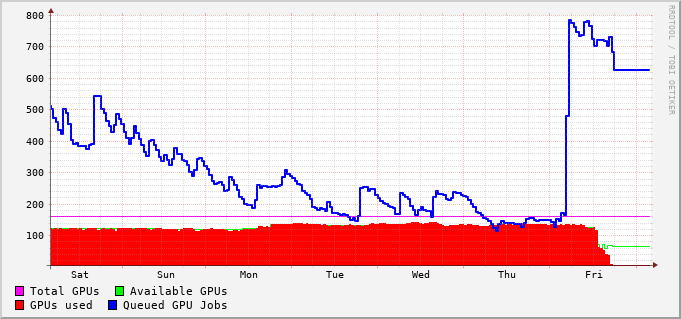 800
700
600
500
400
300
200
100
Sat Sun Mon Tue Wed Thu Fri
Total GPUs Available GPUs
GPUs used Queued GPU Jobs
RRDTOOL / TOBI OETIKER